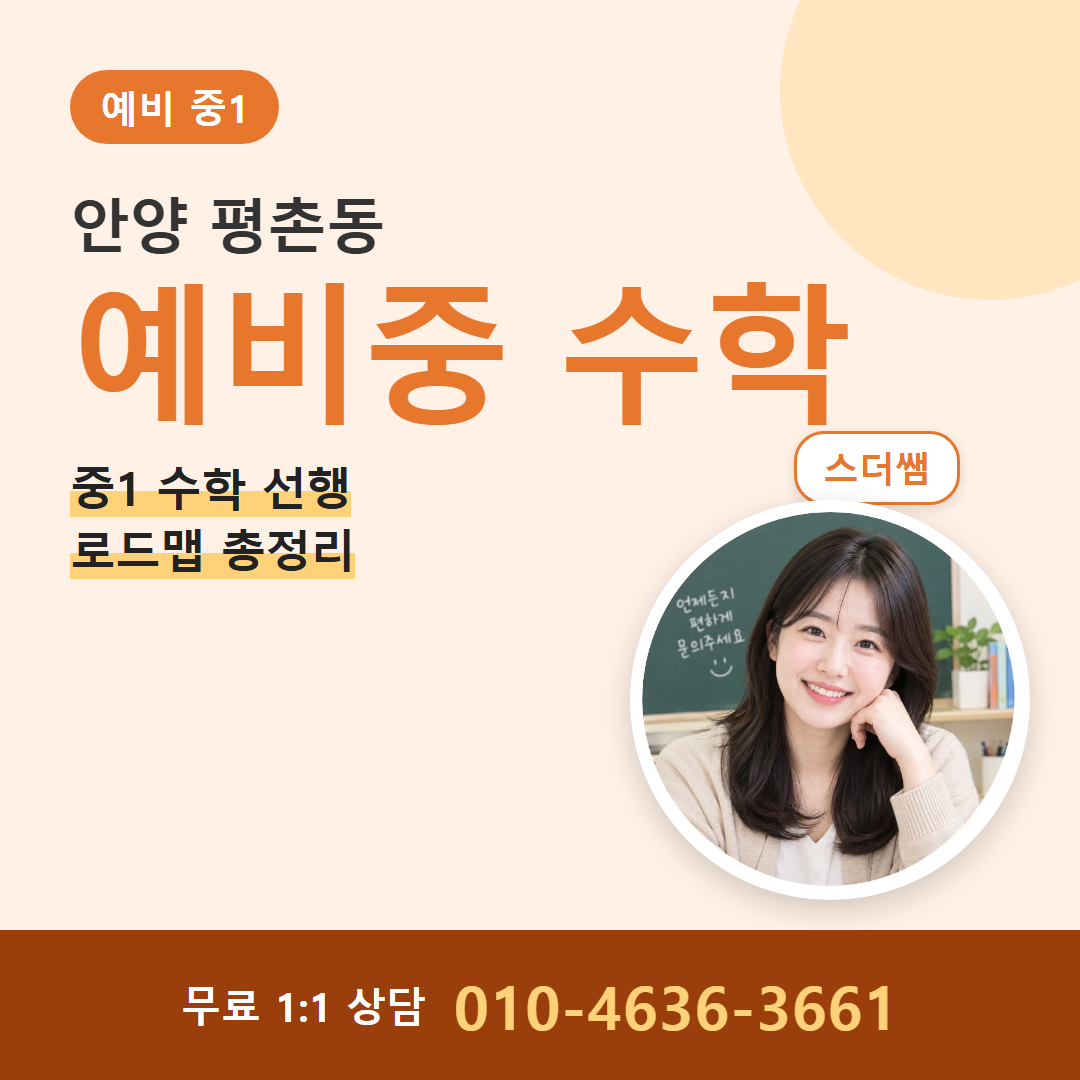 예비 중1
안양 평촌동
예비중 수학
중1 수학 선행
로드맵 총정리
스더쌤
언제든지
편하게
문의주세요
무료 1:1 상담 010-4636-3661